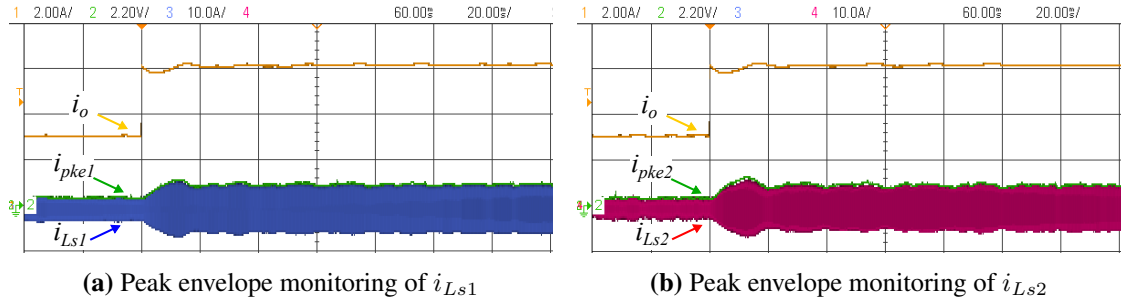 1 2.00A/ 2 2.20V/ 3 10.0A/ 4 60.00s 20.00s/
i_o
i_pke1
i_Ls1
2
(a) Peak envelope monitoring of i_Ls1
1 2.00A/ 2 2.20V/ 3 4 10.0A/ 60.00s 20.00s/
i_o
i_pke2
i_Ls2
2
(b) Peak envelope monitoring of i_Ls2